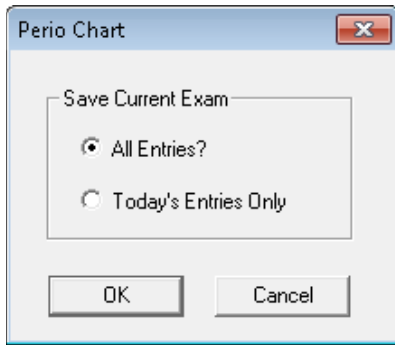 Perio Chart
Save Current Exam
All Entries?
Today's Entries Only
OK Cancel